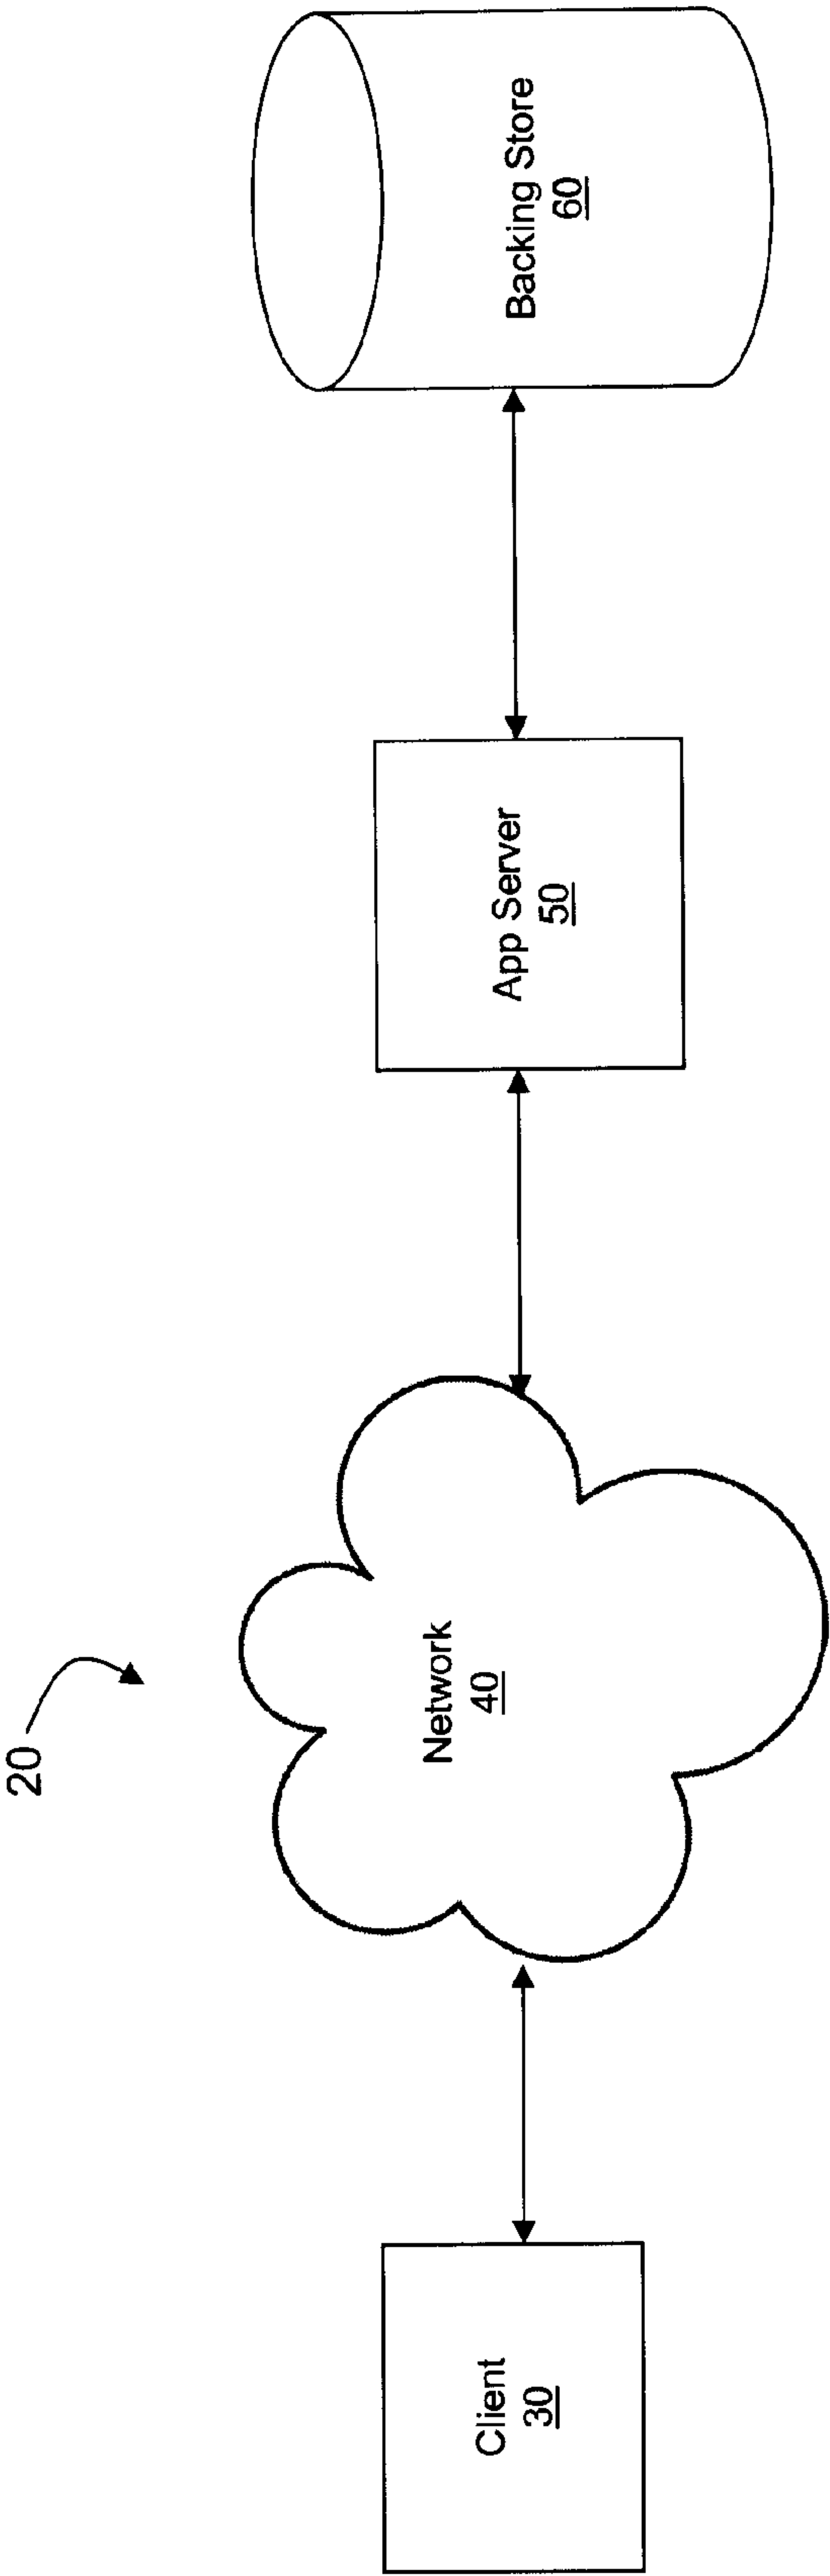 20
Client
30
Network
40
App Server
50
Backing Store
60